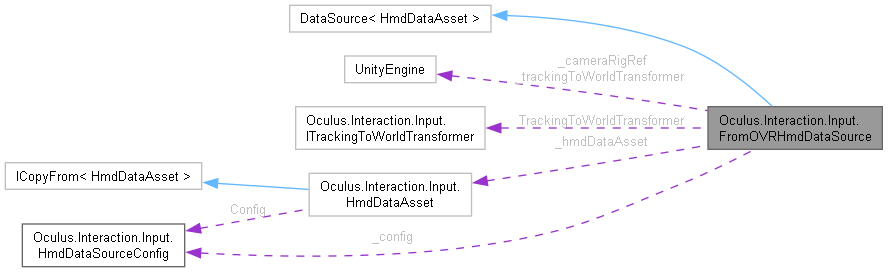 DataSource< HmdDataAsset >
UnityEngine
_cameraRigRef
_trackingToWorldTransformer
Oculus.Interaction.Input.
ITrackingToWorldTransformer
TrackingToWorldTransformer
Oculus.Interaction.Input.
FromOVRHmdDataSource
_hmdDataAsset
ICopyFrom< HmdDataAsset >
Oculus.Interaction.Input.
HmdDataAsset
Config
Oculus.Interaction.Input.
HmdDataSourceConfig
_config